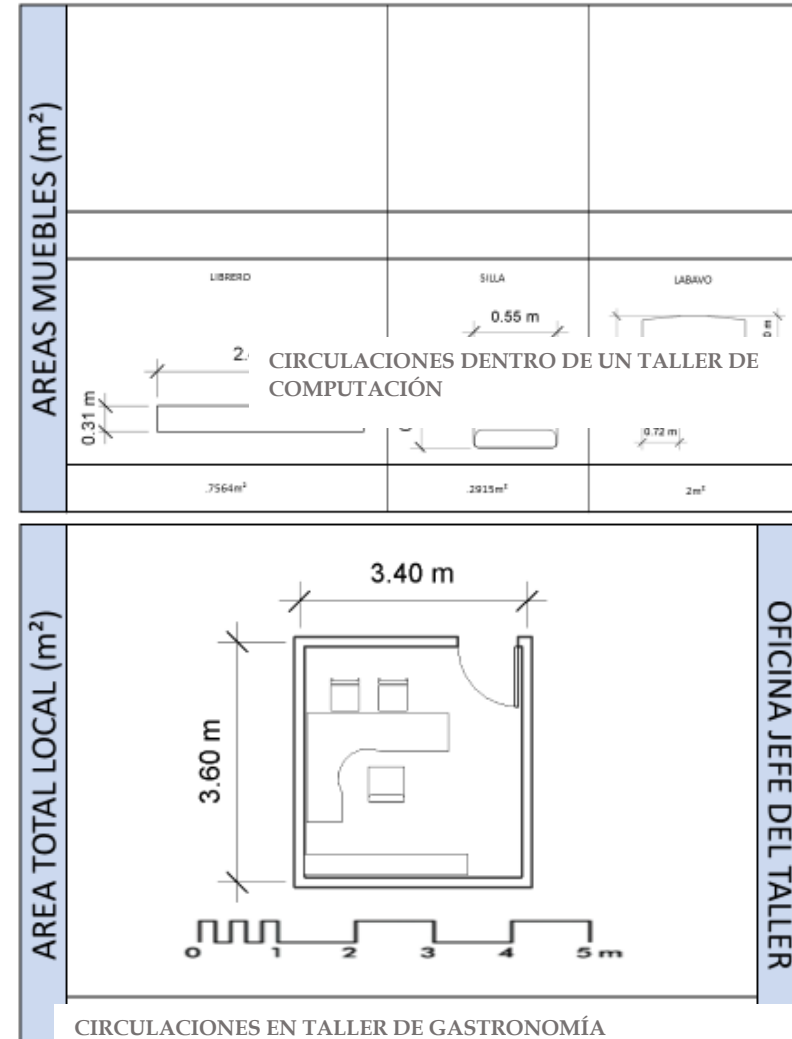 AREAS MUEBLES (m²)
LIBRERO
SILLA
LABAVO
0.55 m
2.
CIRCULACIONES DENTRO DE UN TALLER DE
COMPUTACIÓN
0.31 m
0.72 m
.7564m²
.2915m²
2m²
AREA TOTAL LOCAL (m²)
3.40 m
3.60 m
OFICINA JEFE DEL TALLER
0 1 2 3 4 5 m
CIRCULACIONES EN TALLER DE GASTRONOMÍA